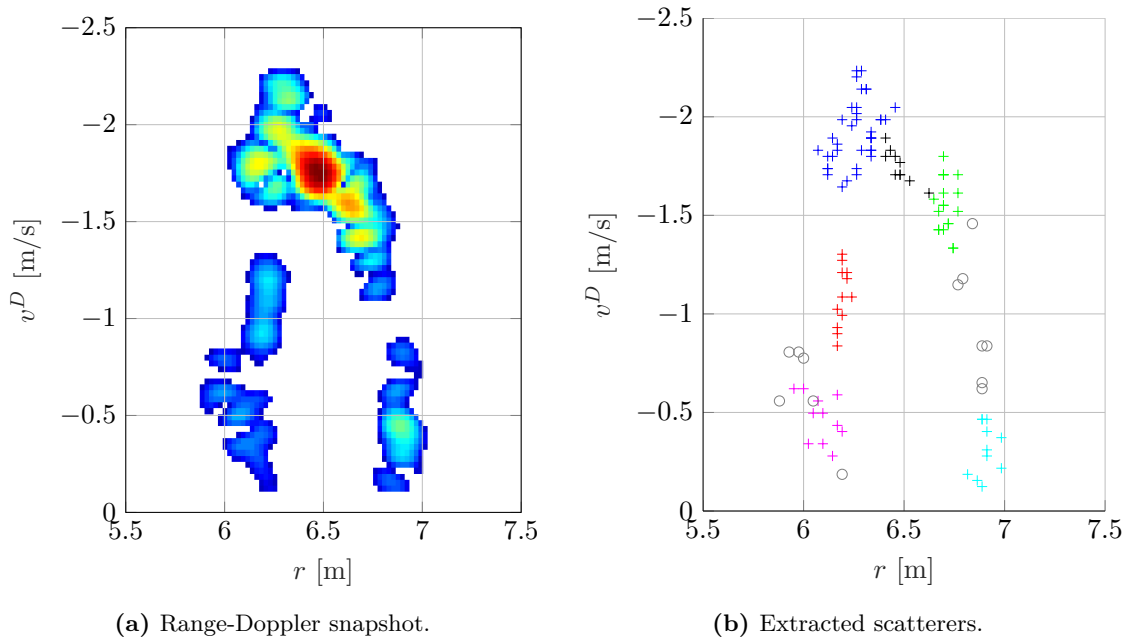 −2.5
−2
−1.5
−1
−0.5
0
5.5 6 6.5 7 7.5
r [m]
v^D [m/s]
(a) Range-Doppler snapshot.
−2.5
−2
−1.5
−1
−0.5
0
5.5 6 6.5 7 7.5
r [m]
v^D [m/s]
(b) Extracted scatterers.